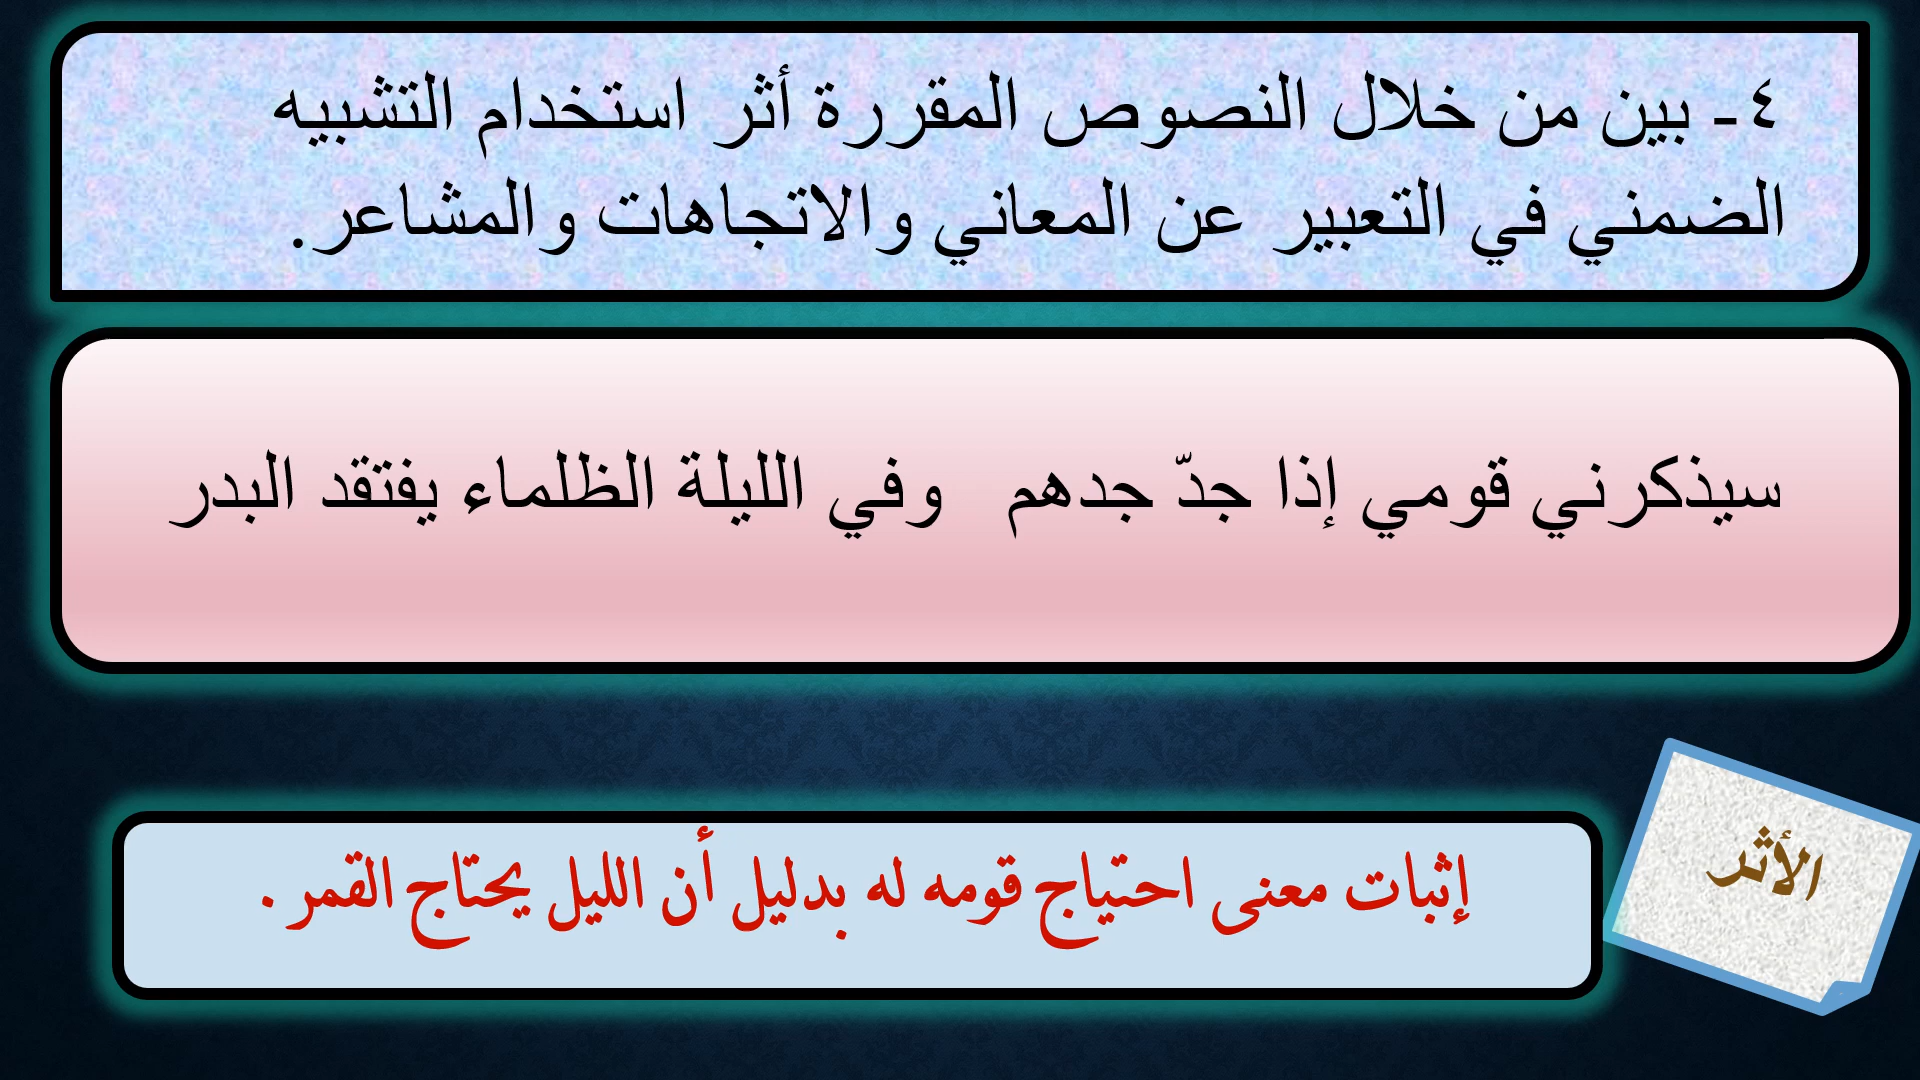 ٤- بين من خلال النصوص المقررة أثر استخدام التشبيه
الضمني في التعبير عن المعاني والاتجاهات والمشاعر.
سيذكرني قومي إذا جدّ جدهم وفي الليلة الظلماء يفتقد البدر
الأثر
إثبات معنى احتياج قومه له بدليل أن الليل يحتاج القمر .